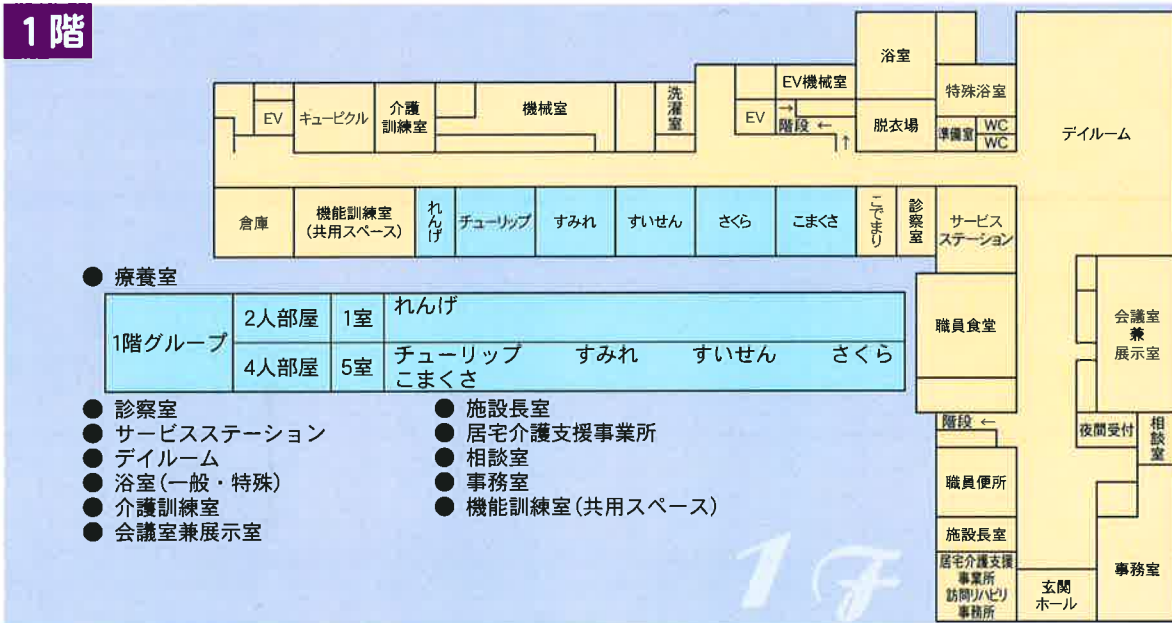 1階
浴室
EV機械室
特殊浴室
EV
キュービクル
介護
訓練室
機械室
洗濯室
EV
→
階段 ←
↑
脱衣場
準備室
WC
WC
デイルーム
倉庫
機能訓練室
(共用スペース)
れんげ
チューリップ
すみれ
すいせん
さくら
こまくさ
こでまり
診察室
サービス
ステーション
● 療養室
1階グループ
2人部屋
1室
れんげ
4人部屋
5室
チューリップ すみれ すいせん さくら
こまくさ
職員食堂
会議室
兼
展示室
● 診察室
● サービスステーション
● デイルーム
● 浴室(一般・特殊)
● 介護訓練室
● 会議室兼展示室
● 施設長室
● 居宅介護支援事業所
● 相談室
● 事務室
● 機能訓練室(共用スペース)
階段 ←
夜間受付
相談室
職員便所
施設長室
居宅介護支援
事業所
訪問リハビリ
事務所
玄関
ホール
事務室
1F